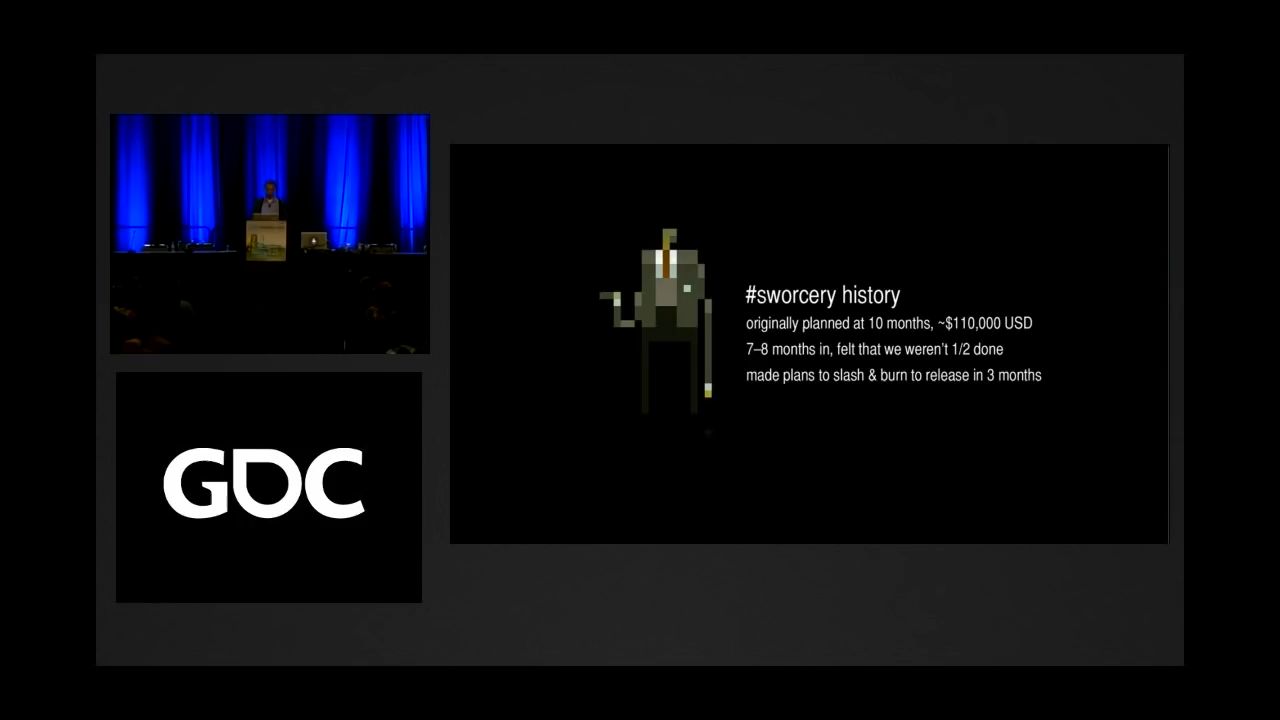 GDC
#sworcery history
originally planned at 10 months, ~$110,000 USD
7–8 months in, felt that we weren't 1/2 done
made plans to slash & burn to release in 3 months